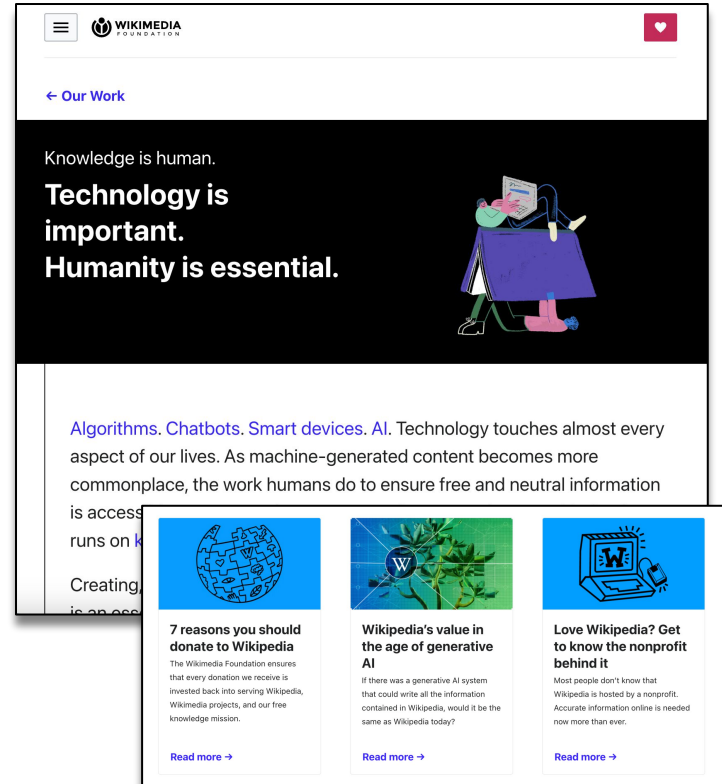 WIKIMEDIA
FOUNDATION
← Our Work
Knowledge is human.
Technology is
important.
Humanity is essential.
Algorithms. Chatbots. Smart devices. AI. Technology touches almost every
aspect of our lives. As machine-generated content becomes more
commonplace, the work humans do to ensure free and neutral information
is access
runs on k
Creating,
is an esse
W
7 reasons you should
donate to Wikipedia
The Wikimedia Foundation ensures
that every donation we receive is
invested back into serving Wikipedia,
Wikimedia projects, and our free
knowledge mission.
Read more →
W
Wikipedia’s value in
the age of generative
AI
If there was a generative AI system
that could write all the information
contained in Wikipedia, would it be the
same as Wikipedia today?
Read more →
W
Love Wikipedia? Get
to know the nonprofit
behind it
Most people don't know that
Wikipedia is hosted by a nonprofit.
Accurate information online is needed
now more than ever.
Read more →